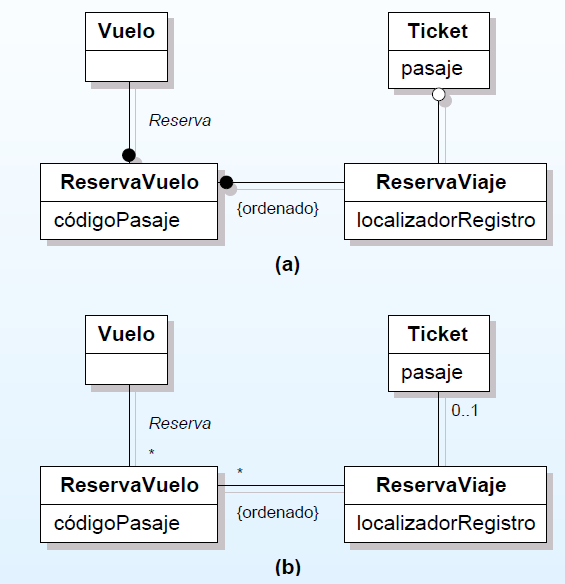 Vuelo
Ticket
pasaje
Reserva
ReservaVuelo
ReservaViaje
códigoPasaje
{ordenado}
localizadorRegistro
(a)
Vuelo
Ticket
pasaje
Reserva
0..1
*
*
ReservaVuelo
ReservaViaje
códigoPasaje
{ordenado}
localizadorRegistro
(b)